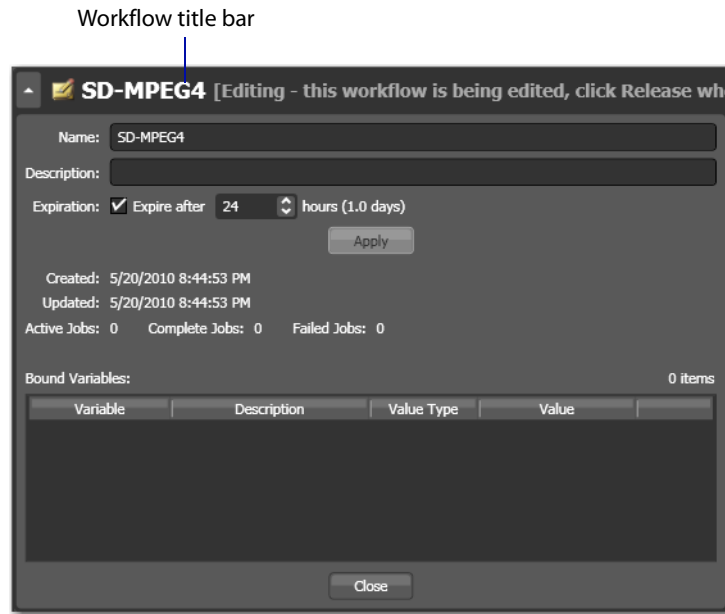 Workflow title bar
SD-MPEG4 [Editing - this workflow is being edited, click Release wh
Name: SD-MPEG4
Description:
Expiration: Expire after 24 hours (1.0 days)
Apply
Created: 5/20/2010 8:44:53 PM
Updated: 5/20/2010 8:44:53 PM
Active Jobs: 0 Complete Jobs: 0 Failed Jobs: 0
Bound Variables: 0 items
Variable Description Value Type Value
Close